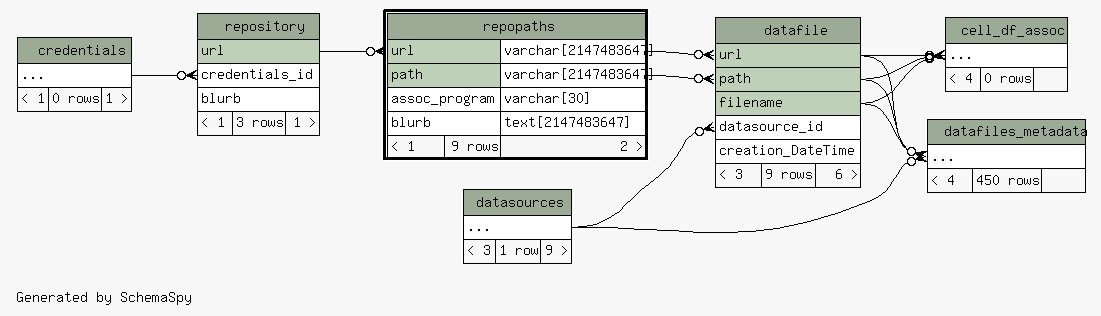 credentials
...
< 1 0 rows 1 >
repository
url
credentials_id
blurb
< 1 3 rows 1 >
repopaths
url varchar[2147483647]
path varchar[2147483647]
assoc_program varchar[30]
blurb text[2147483647]
< 1 9 rows 2 >
datafile
url
path
filename
datasource_id
creation_DateTime
< 3 9 rows 6 >
cell_df_assoc
...
< 4 0 rows
datafiles_metadata
...
< 4 450 rows
datasources
...
< 3 1 row 9 >
Generated by SchemaSpy